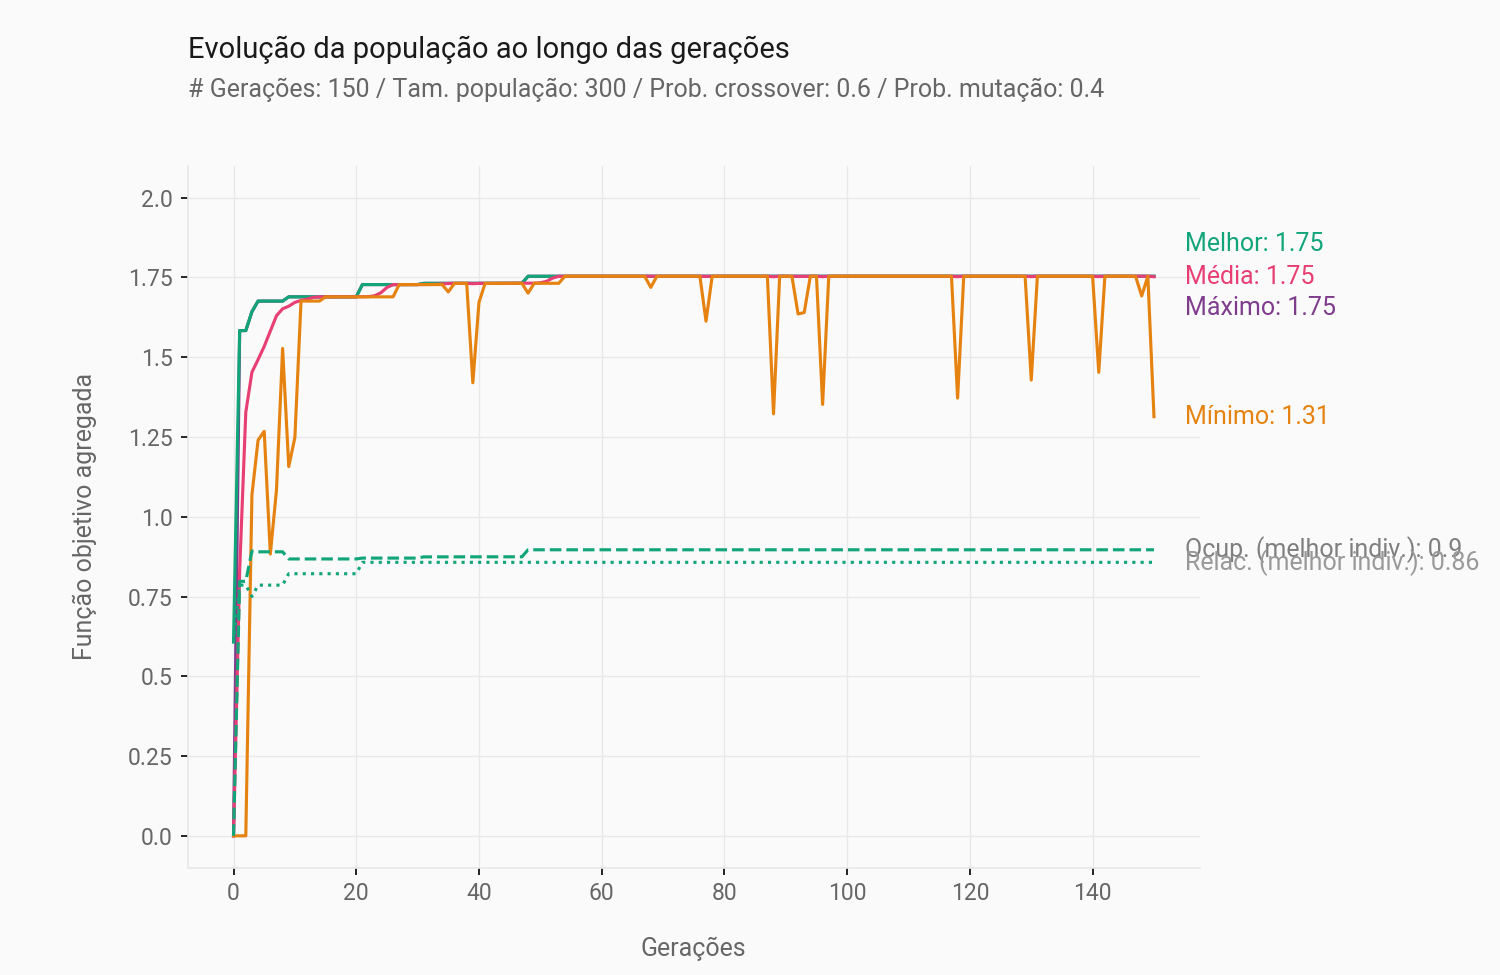 Evolução da população ao longo das gerações
# Gerações: 150 / Tam. população: 300 / Prob. crossover: 0.6 / Prob. mutação: 0.4
Função objetivo agregada
2.0
1.75
1.5
1.25
1.0
0.75
0.5
0.25
0.0
Melhor: 1.75
Média: 1.75
Máximo: 1.75
Mínimo: 1.31
Ocup. (melhor indiv.): 0.9
Relac. (melhor indiv.): 0.86
0 20 40 60 80 100 120 140
Gerações